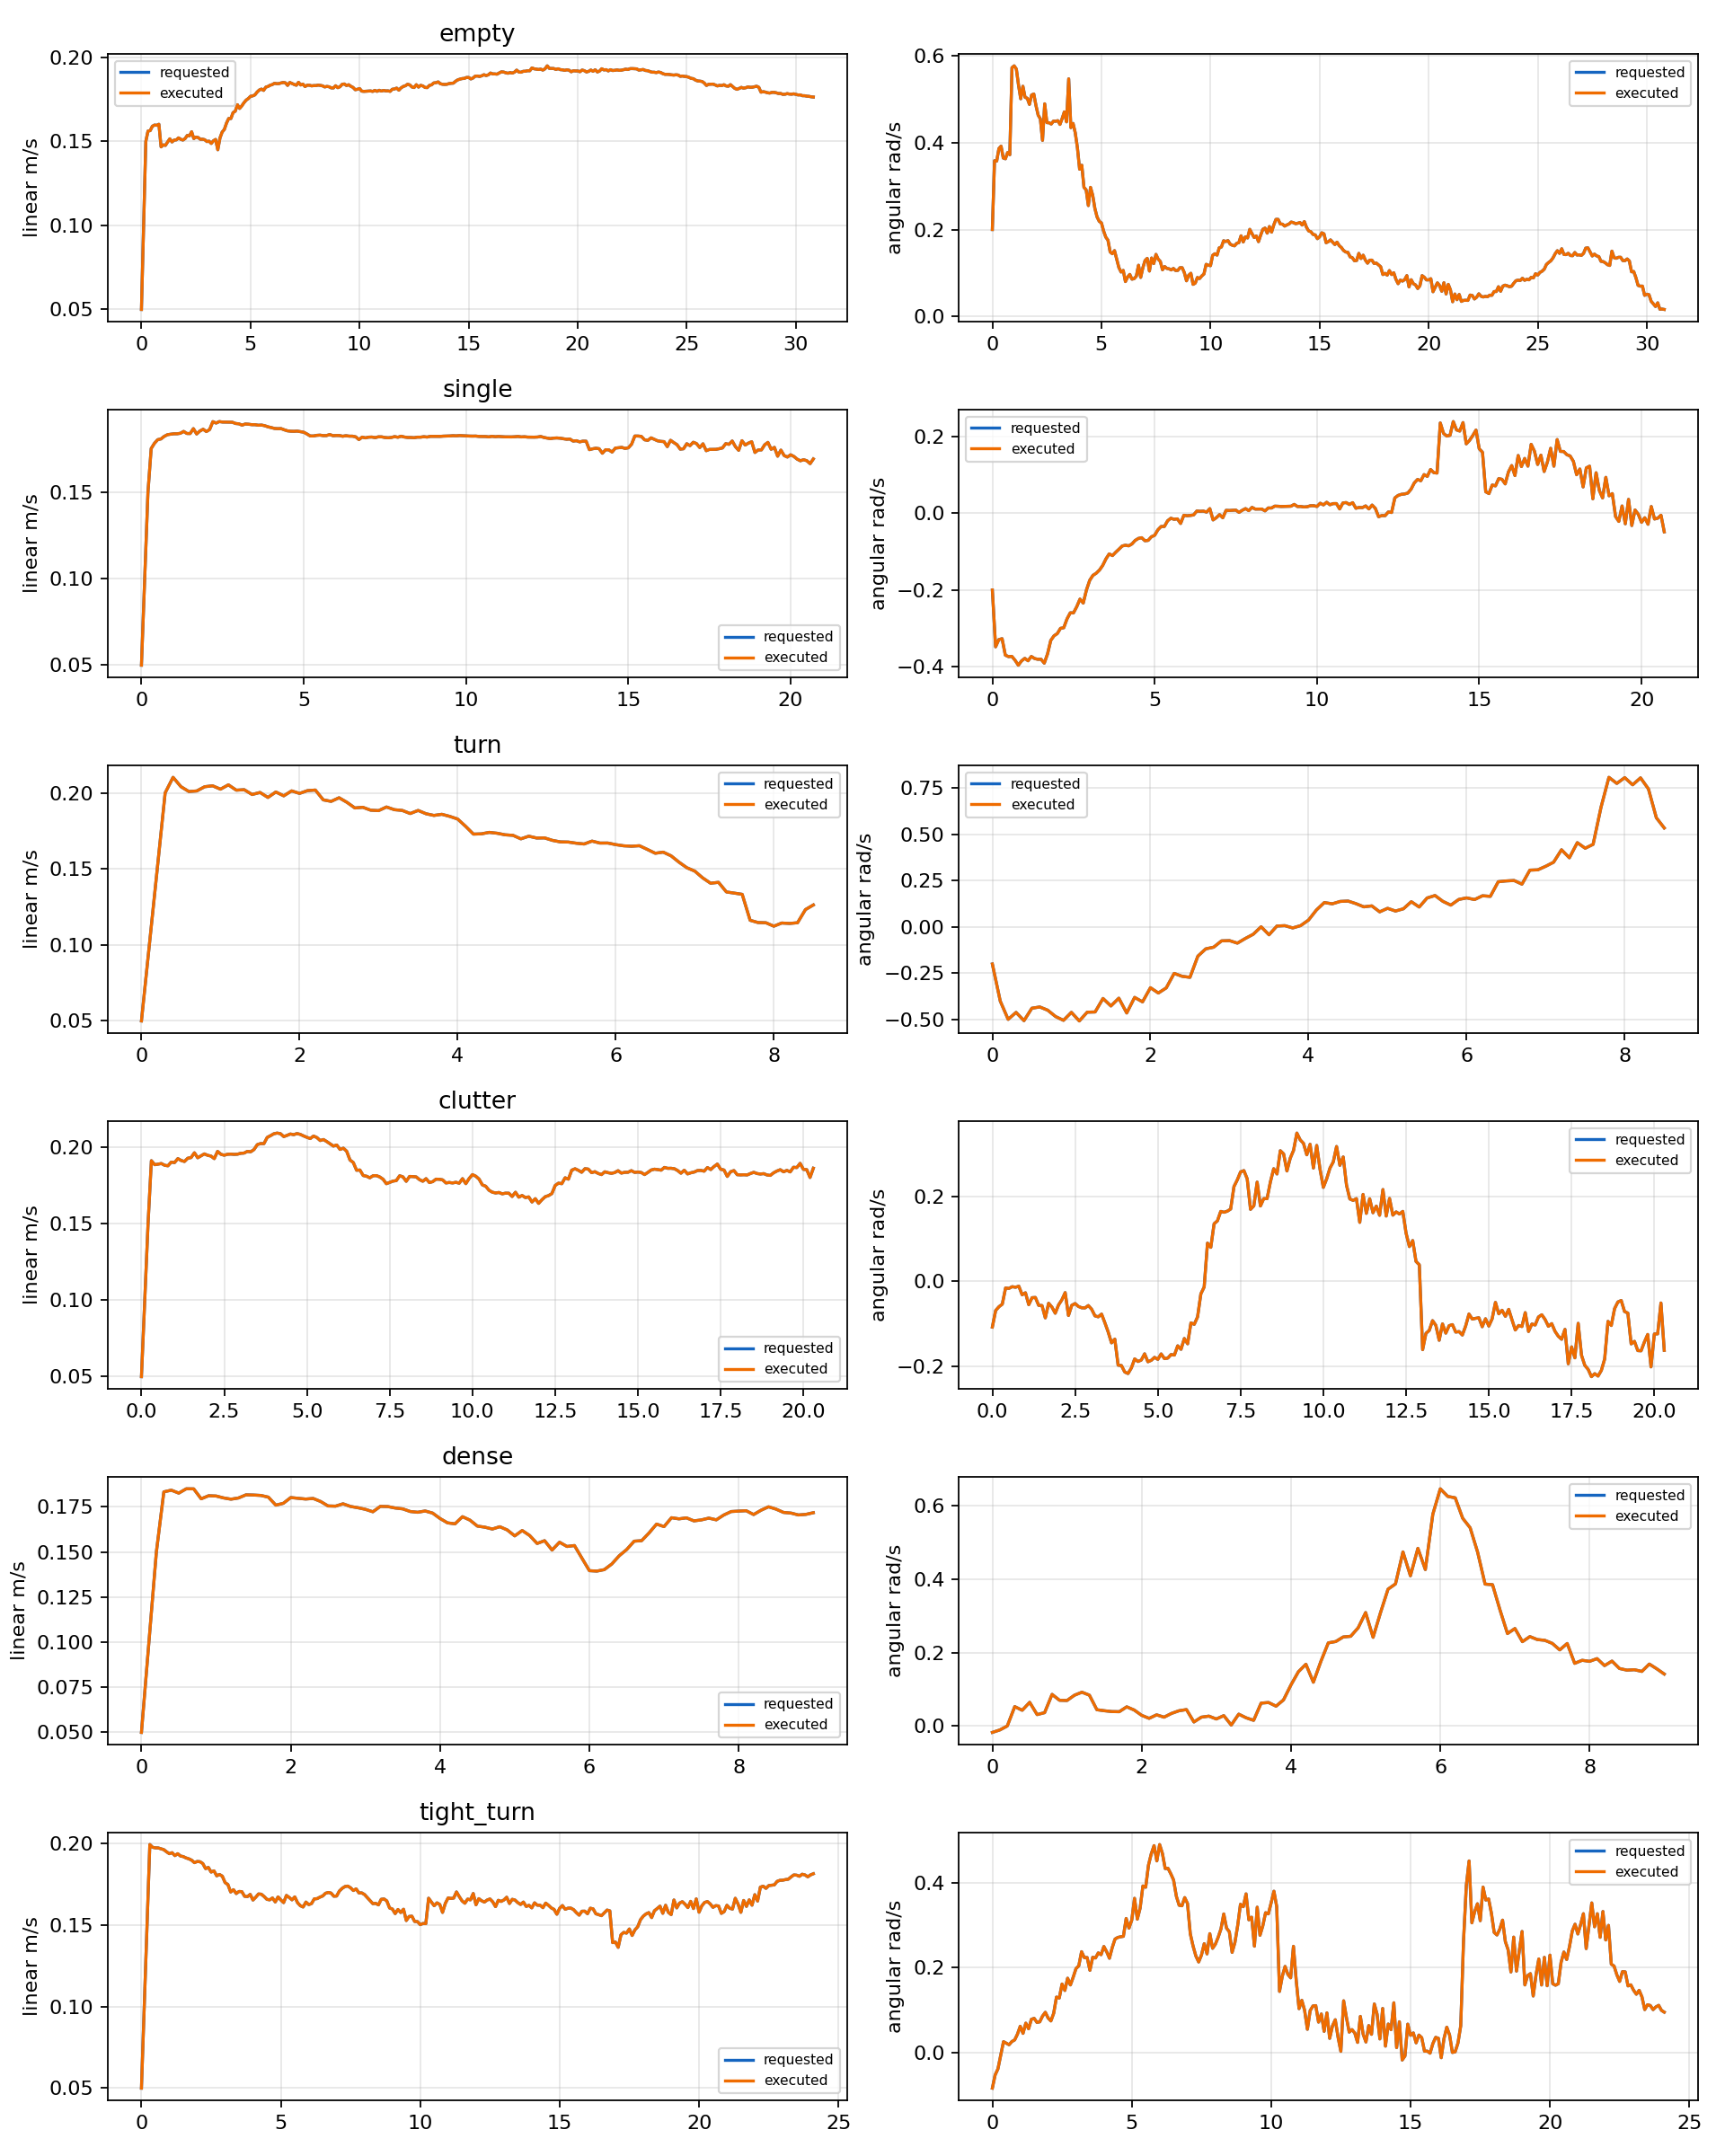 empty
0.20
0.15
0.10
0.05
linear m/s
requested
executed
0 5 10 15 20 25 30
0.6
0.4
0.2
0.0
angular rad/s
requested
executed
0 5 10 15 20 25 30
single
0.15
0.10
0.05
linear m/s
requested
executed
0 5 10 15 20
0.2
0.0
−0.2
−0.4
angular rad/s
requested
executed
0 5 10 15 20
turn
0.20
0.15
0.10
0.05
linear m/s
requested
executed
0 2 4 6 8
0.75
0.50
0.25
0.00
−0.25
−0.50
angular rad/s
requested
executed
0 2 4 6 8
clutter
0.20
0.15
0.10
0.05
linear m/s
requested
executed
0.0 2.5 5.0 7.5 10.0 12.5 15.0 17.5 20.0
0.2
0.0
−0.2
angular rad/s
requested
executed
0.0 2.5 5.0 7.5 10.0 12.5 15.0 17.5 20.0
dense
0.175
0.150
0.125
0.100
0.075
0.050
linear m/s
requested
executed
0 2 4 6 8
0.6
0.4
0.2
0.0
angular rad/s
requested
executed
0 2 4 6 8
tight_turn
0.20
0.15
0.10
0.05
linear m/s
requested
executed
0 5 10 15 20 25
0.4
0.2
0.0
angular rad/s
requested
executed
0 5 10 15 20 25